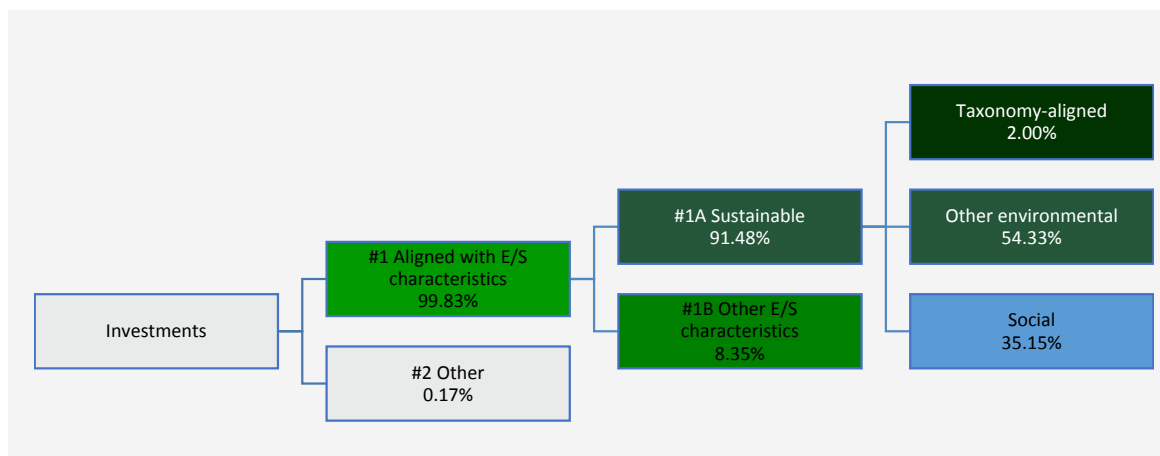 Investments
#1 Aligned with E/S
characteristics
99.83%
#2 Other
0.17%
#1A Sustainable
91.48%
#1B Other E/S
characteristics
8.35%
Taxonomy-aligned
2.00%
Other environmental
54.33%
Social
35.15%